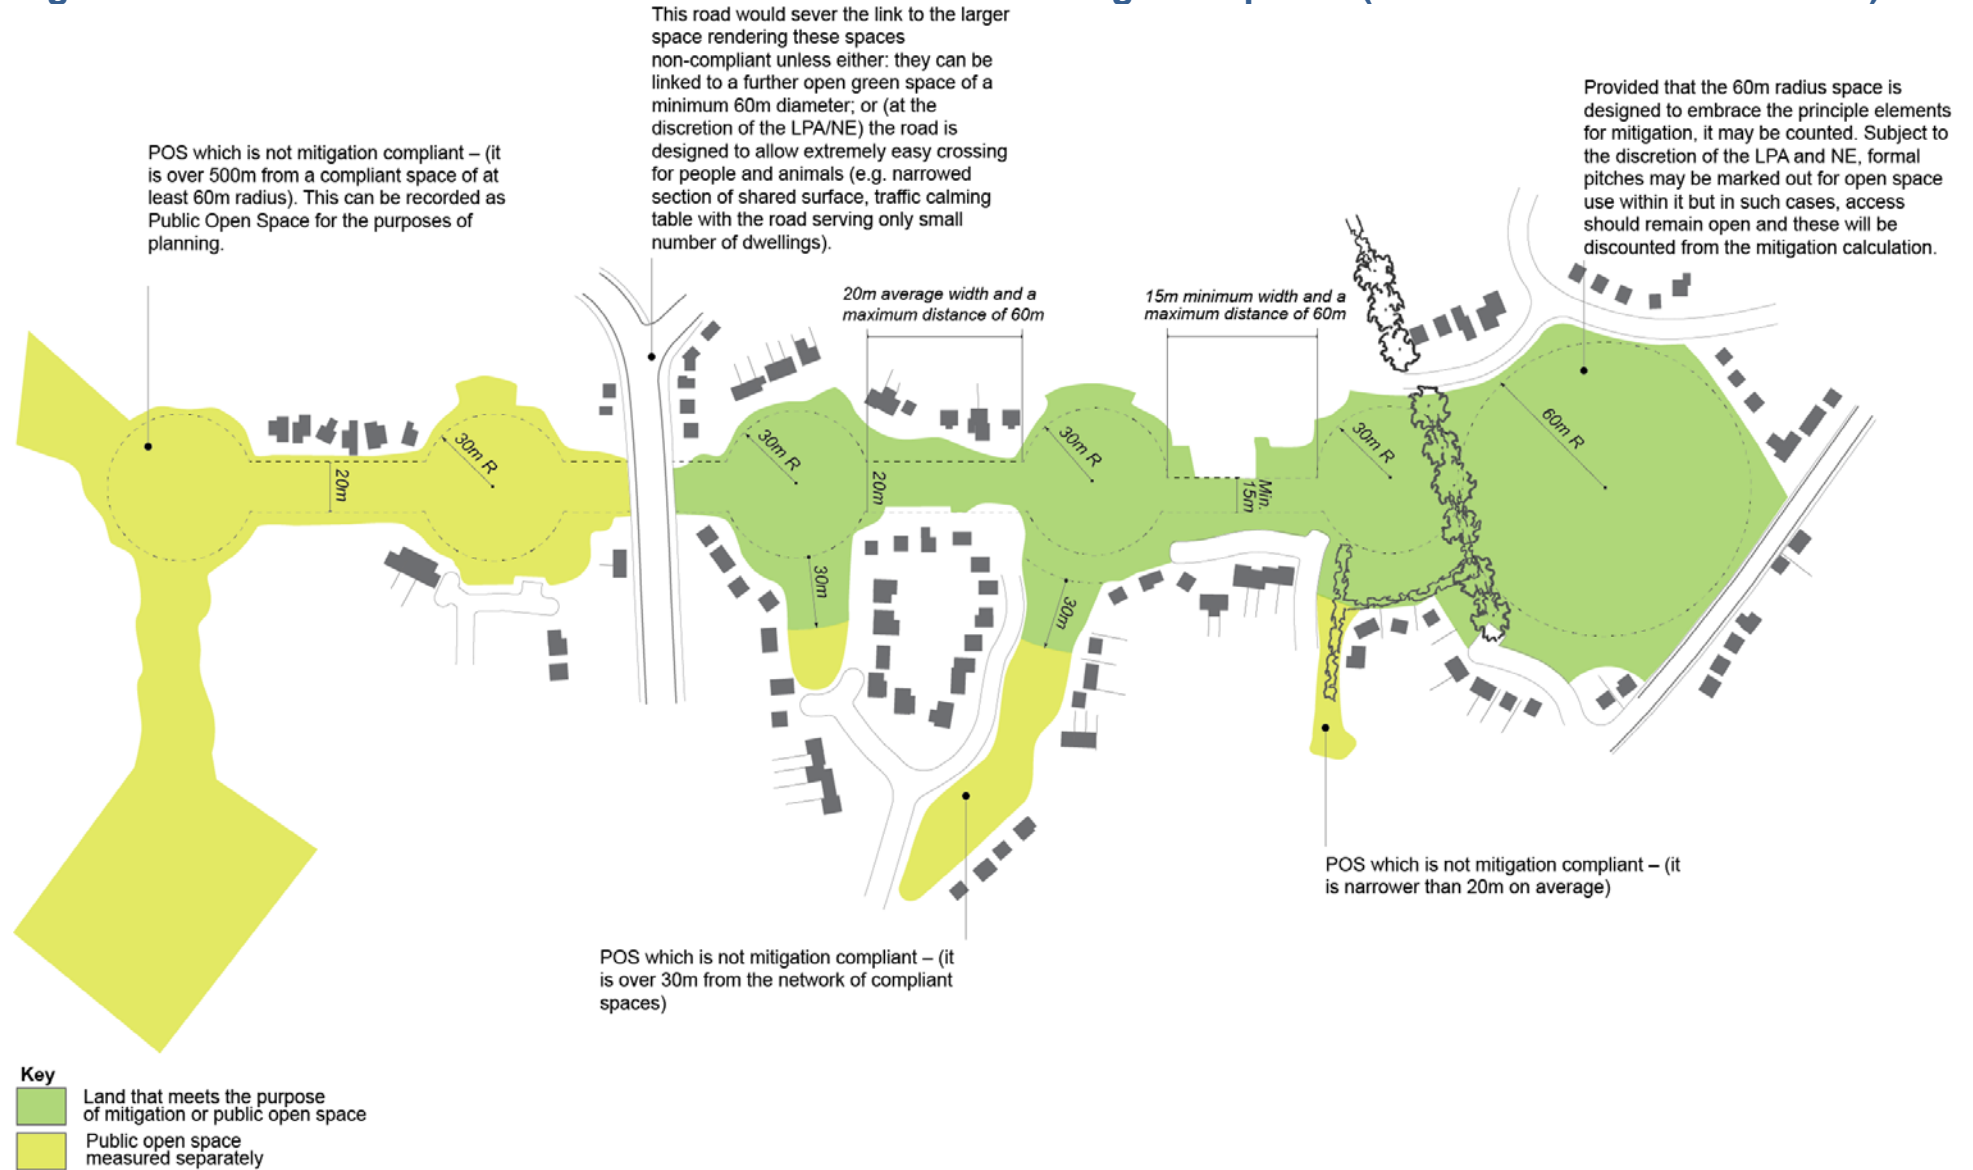 This road would sever the link to the larger
space rendering these spaces
non-compliant unless either: they can be
linked to a further open green space of a
minimum 60m diameter; or (at the
discretion of the LPA/NE) the road is
designed to allow extremely easy crossing
for people and animals (e.g. narrowed
section of shared surface, traffic calming
table with the road serving only small
number of dwellings).
POS which is not mitigation compliant – (it
is over 500m from a compliant space of at
least 60m radius). This can be recorded as
Public Open Space for the purposes of
planning.
Provided that the 60m radius space is
designed to embrace the principle elements
for mitigation, it may be counted. Subject to
the discretion of the LPA and NE, formal
pitches may be marked out for open space
use within it but in such cases, access
should remain open and these will be
discounted from the mitigation calculation.
20m average width and a
maximum distance of 60m
15m minimum width and a
maximum distance of 60m
30m R
20m
30m R
20m
30m
30m R
30m
Min.
15m
30m R
60m R
POS which is not mitigation compliant – (it
is narrower than 20m on average)
POS which is not mitigation compliant – (it
is over 30m from the network of compliant
spaces)
Key
Land that meets the purpose
of mitigation or public open space
Public open space
measured separately